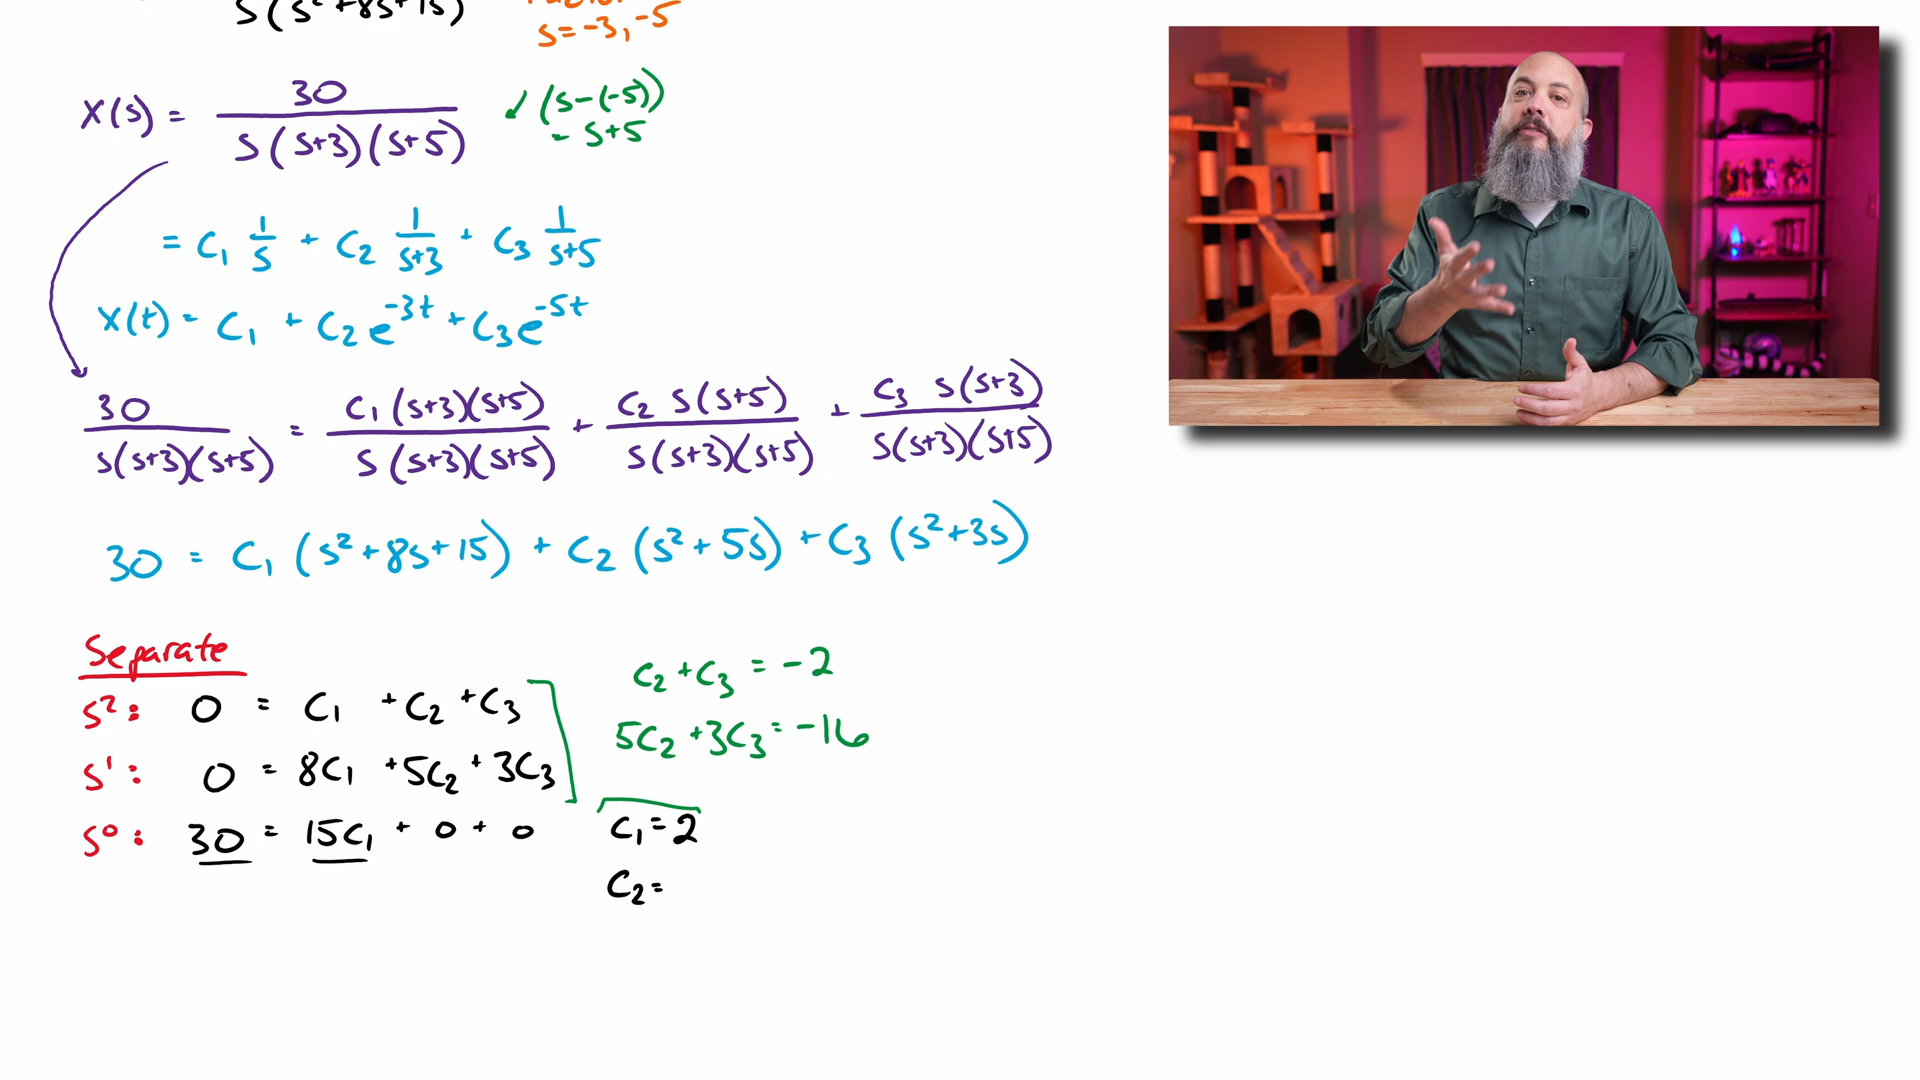 S(S²+8S+15)
S=-3,-5
X(s) = 30 / S(S+3)(S+5)
↙ (S-(-5))
= S+5
= C₁ 1/S + C₂ 1/S+3 + C₃ 1/S+5
X(t) = C₁ + C₂e^-3t + C₃e^-5t
30 / S(S+3)(S+5) = C₁(S+3)(S+5) / S(S+3)(S+5) + C₂ S(S+5) / S(S+3)(S+5) + C₃ S(S+3) / S(S+3)(S+5)
30 = C₁ (S²+8S+15) + C₂ (S²+5S) + C₃ (S²+3S)
Separate
S²: 0 = C₁ + C₂ + C₃
S¹: 0 = 8C₁ + 5C₂ + 3C₃
S⁰: 30 = 15C₁ + 0 + 0
C₂ + C₃ = -2
5C₂ + 3C₃ = -16
C₁ = 2
C₂ =